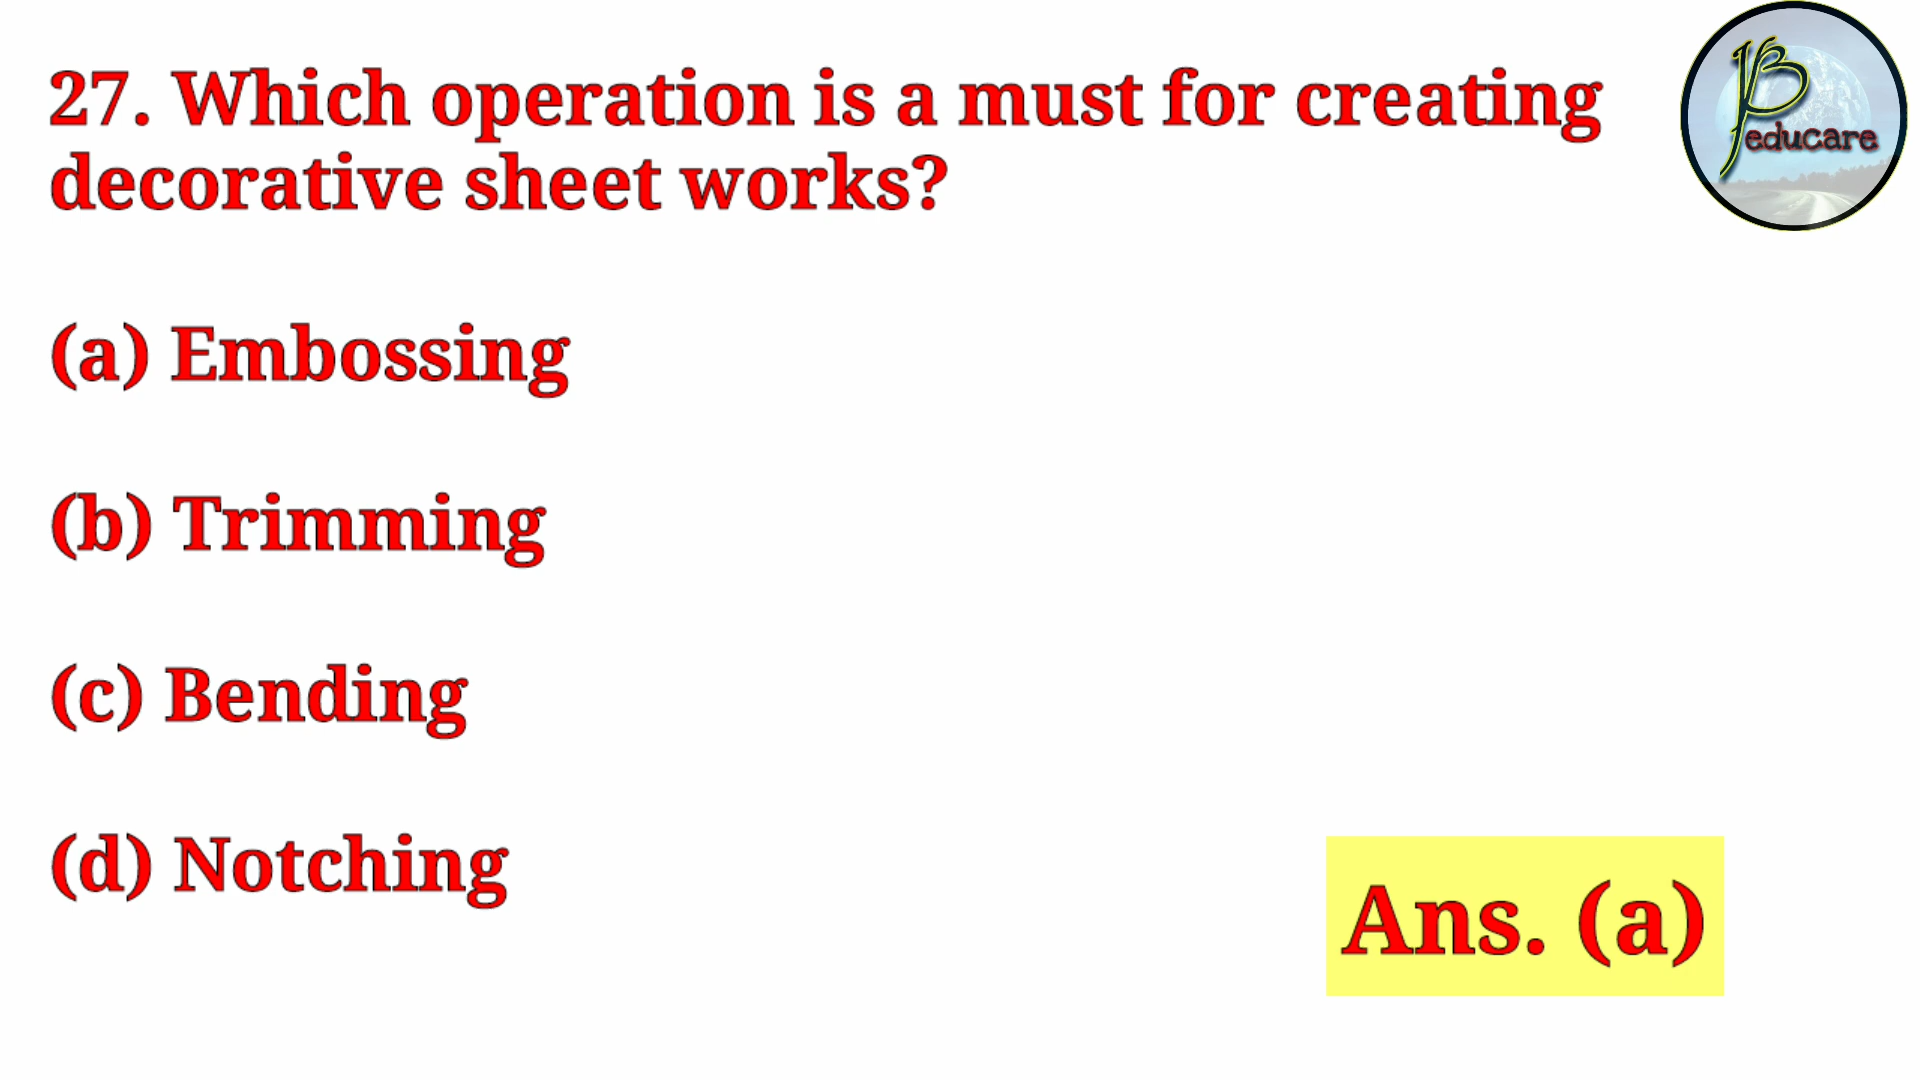 27. Which operation is a must for creating
decorative sheet works?
(a) Embossing
(b) Trimming
(c) Bending
(d) Notching
Ans. (a)
educare